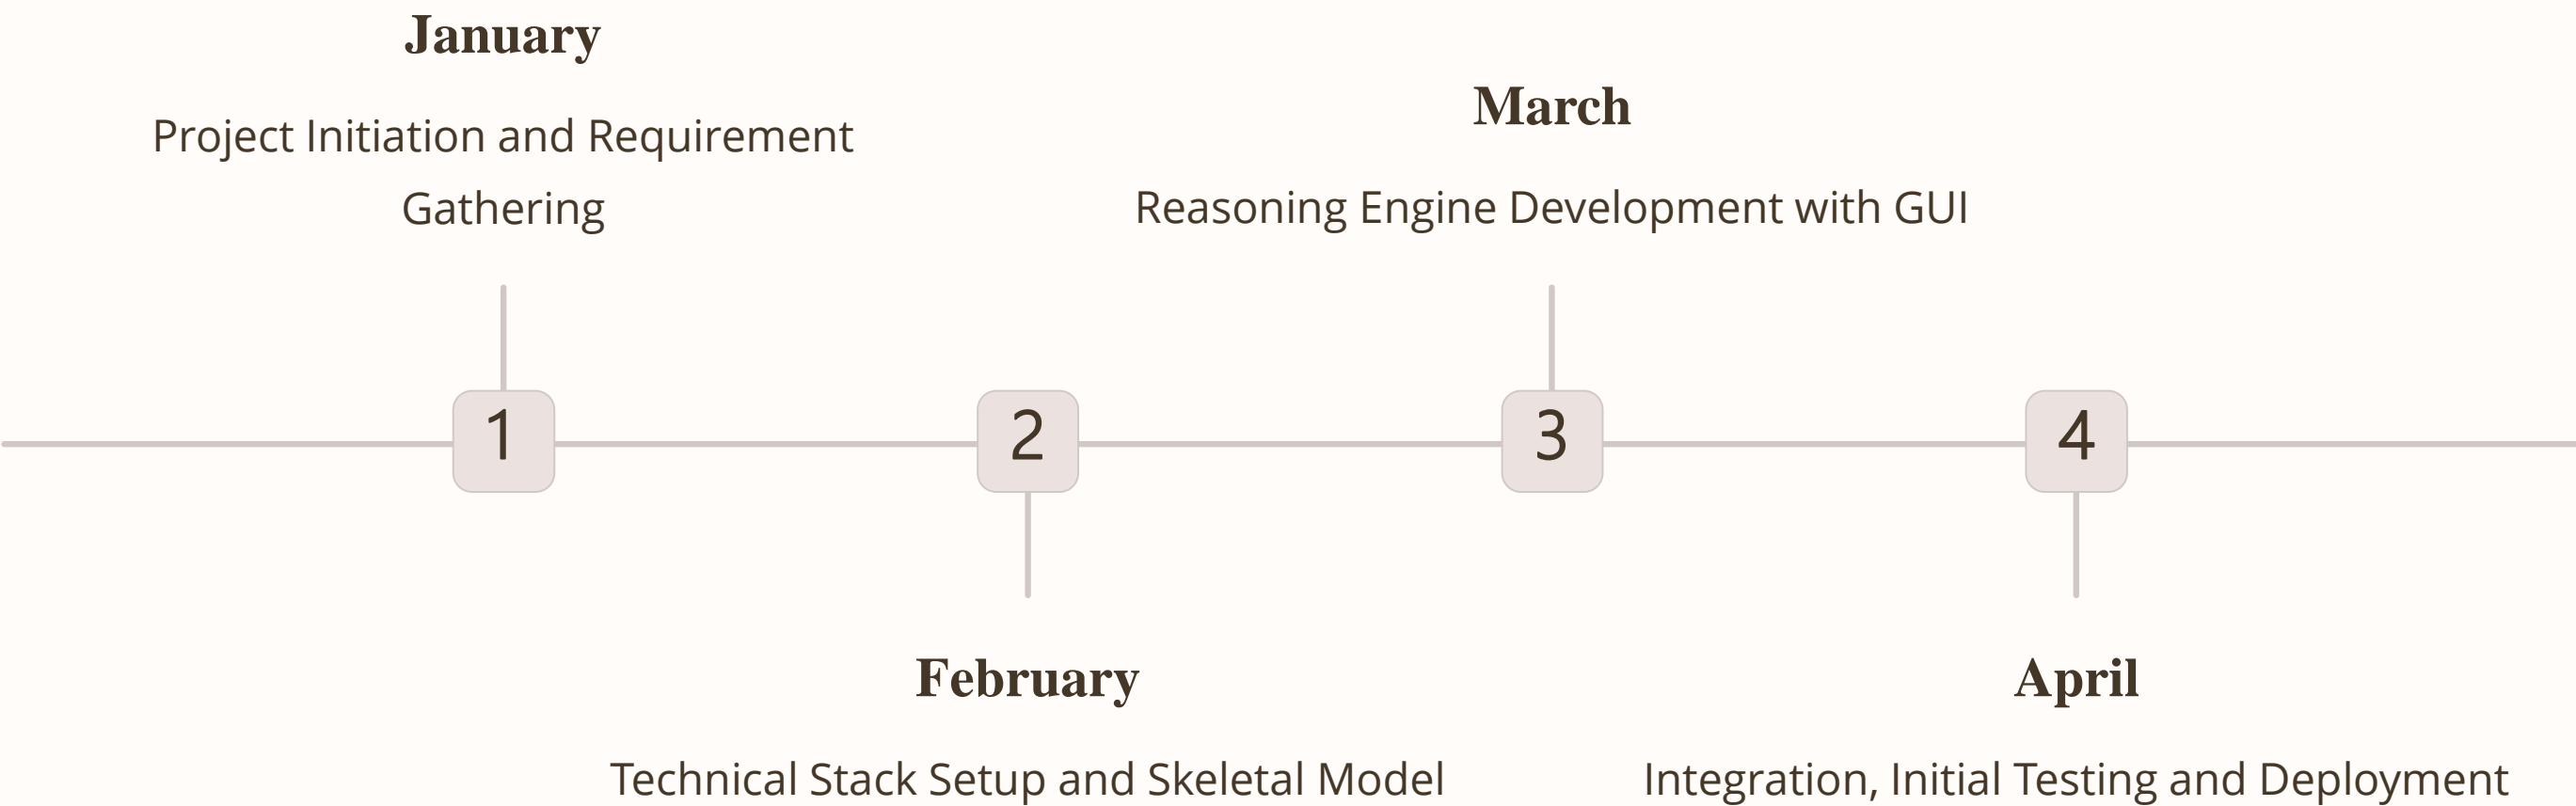 January
Project Initiation and Requirement
Gathering
March
Reasoning Engine Development with GUI
1
2
3
4
February
Technical Stack Setup and Skeletal Model
April
Integration, Initial Testing and Deployment